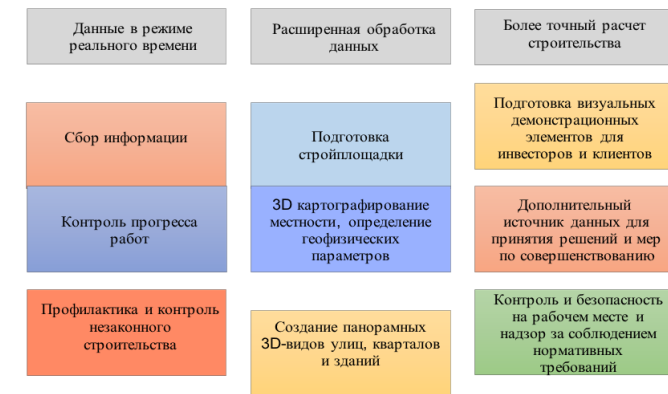 Данные в режиме
реального времени
Расширенная обработка
данных
Более точный расчет
строительства
Сбор информации
Подготовка
стройплощадки
Подготовка визуальных
демонстрационных
элементов для
инвесторов и клиентов
Контроль прогресса
работ
3D картографирование
местности, определение
геофизических
параметров
Дополнительный
источник данных для
принятия решений и мер
по совершенствованию
Профилактика и контроль
незаконного
строительства
Создание панорамных
3D-видов улиц, кварталов
и зданий
Контроль и безопасность
на рабочем месте и
надзор за соблюдением
нормативных
требований